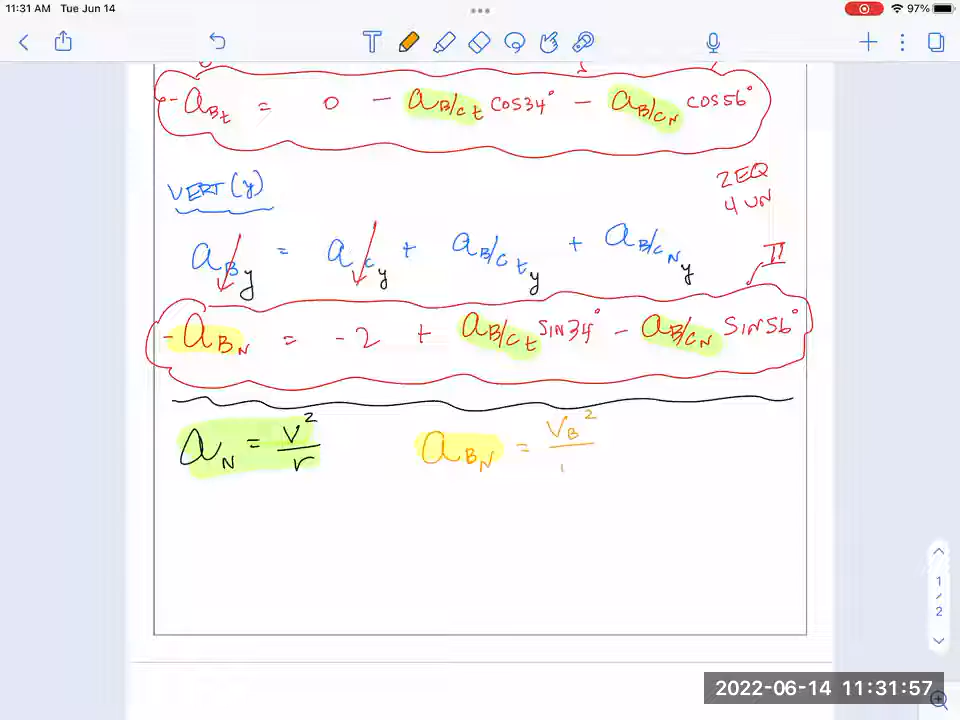 11:31 AM Tue Jun 14
97%
-a_Bt = 0 - a_B/Ct cos34° - a_B/CN cos56°
VERT (y)
2 EQ
4 UN
a_By = a_Cy + a_B/Cty + a_B/CNy
II
-a_BN = -2 + a_B/Ct SIN34° - a_B/CN SIN56°
a_N = v²/r
a_BN = v_B²/
1
/
2
2022-06-14 11:31:57